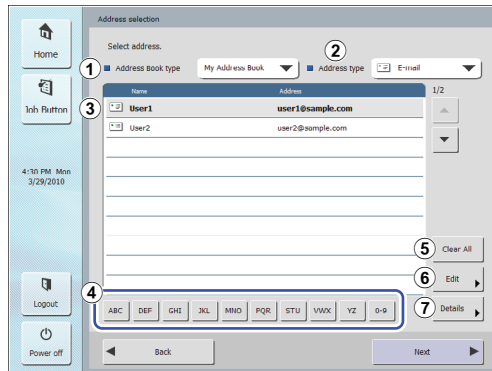 Address selection
Home
Select address.
2
1
Address Book type
My Address Book
Address type
E-mail
Name
Address
1/2
Job Button
3
User1
user1@sample.com
User2
user2@sample.com
4:30 PM Mon
3/29/2010
5
Clear All
6
Edit
4
Logout
ABC
DEF
GHI
JKL
MNO
PQR
STU
VWX
YZ
0-9
7
Details
Power off
Back
Next